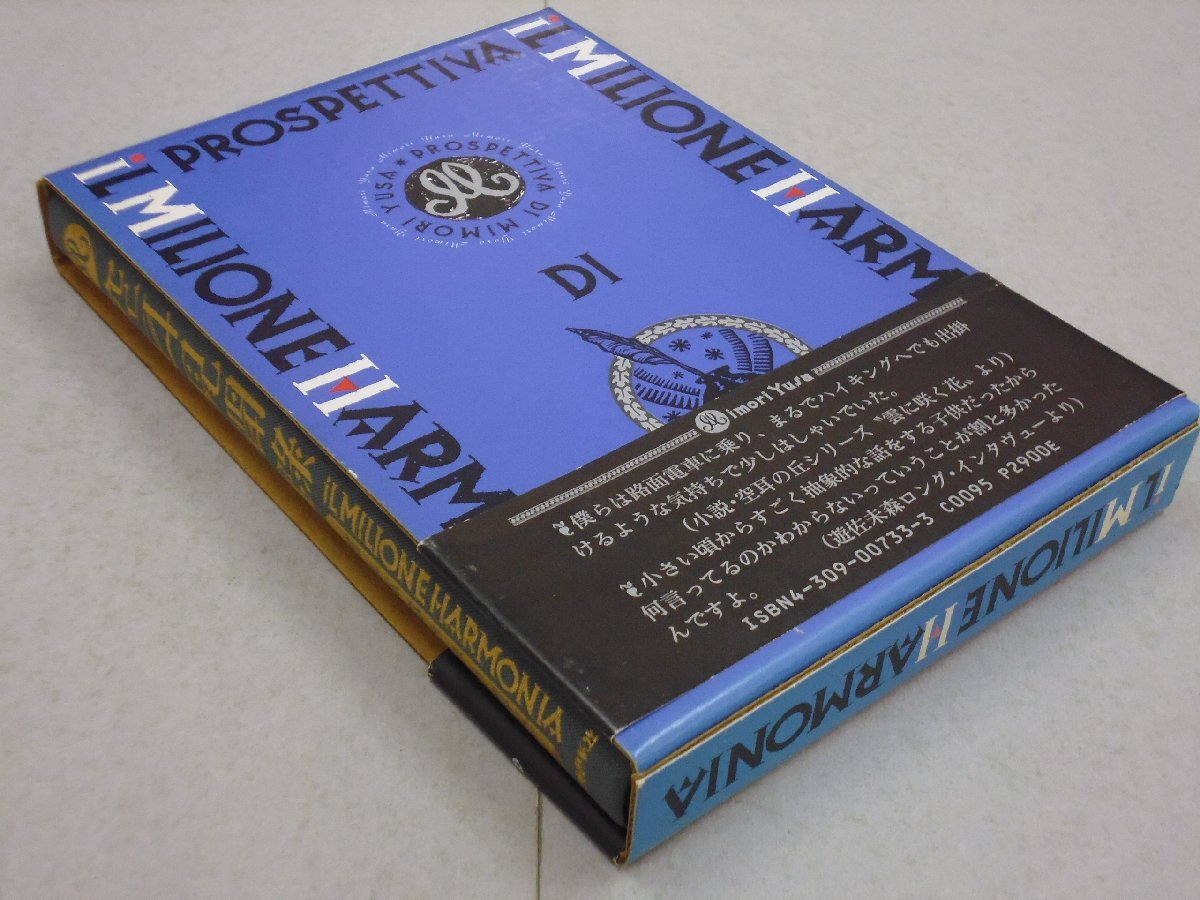 PROSPETTIVA
iL MILIONE HARM
PROSPETTIVA DI MIMORI YUSA
Mimori Yusa
DI
iL MILIONE HARM
imori Yusa
僕らは路面電車に乗り、まるでハイキングへでも出掛
けるような気持ちで少しはしゃいでいた。
(小説・空耳の丘シリーズ〝雲に咲く花〟より)
小さい頃からすごく抽象的な話をする子供だったから
何言ってるのかわからないっていうことが割と多かった
んですよ。
(遊佐未森ロング・インタヴューより)
ISBN4-309-00733-3 C0095 P2900E
iLMILIONEHARMONIA
iL MILIONE HARMONIA